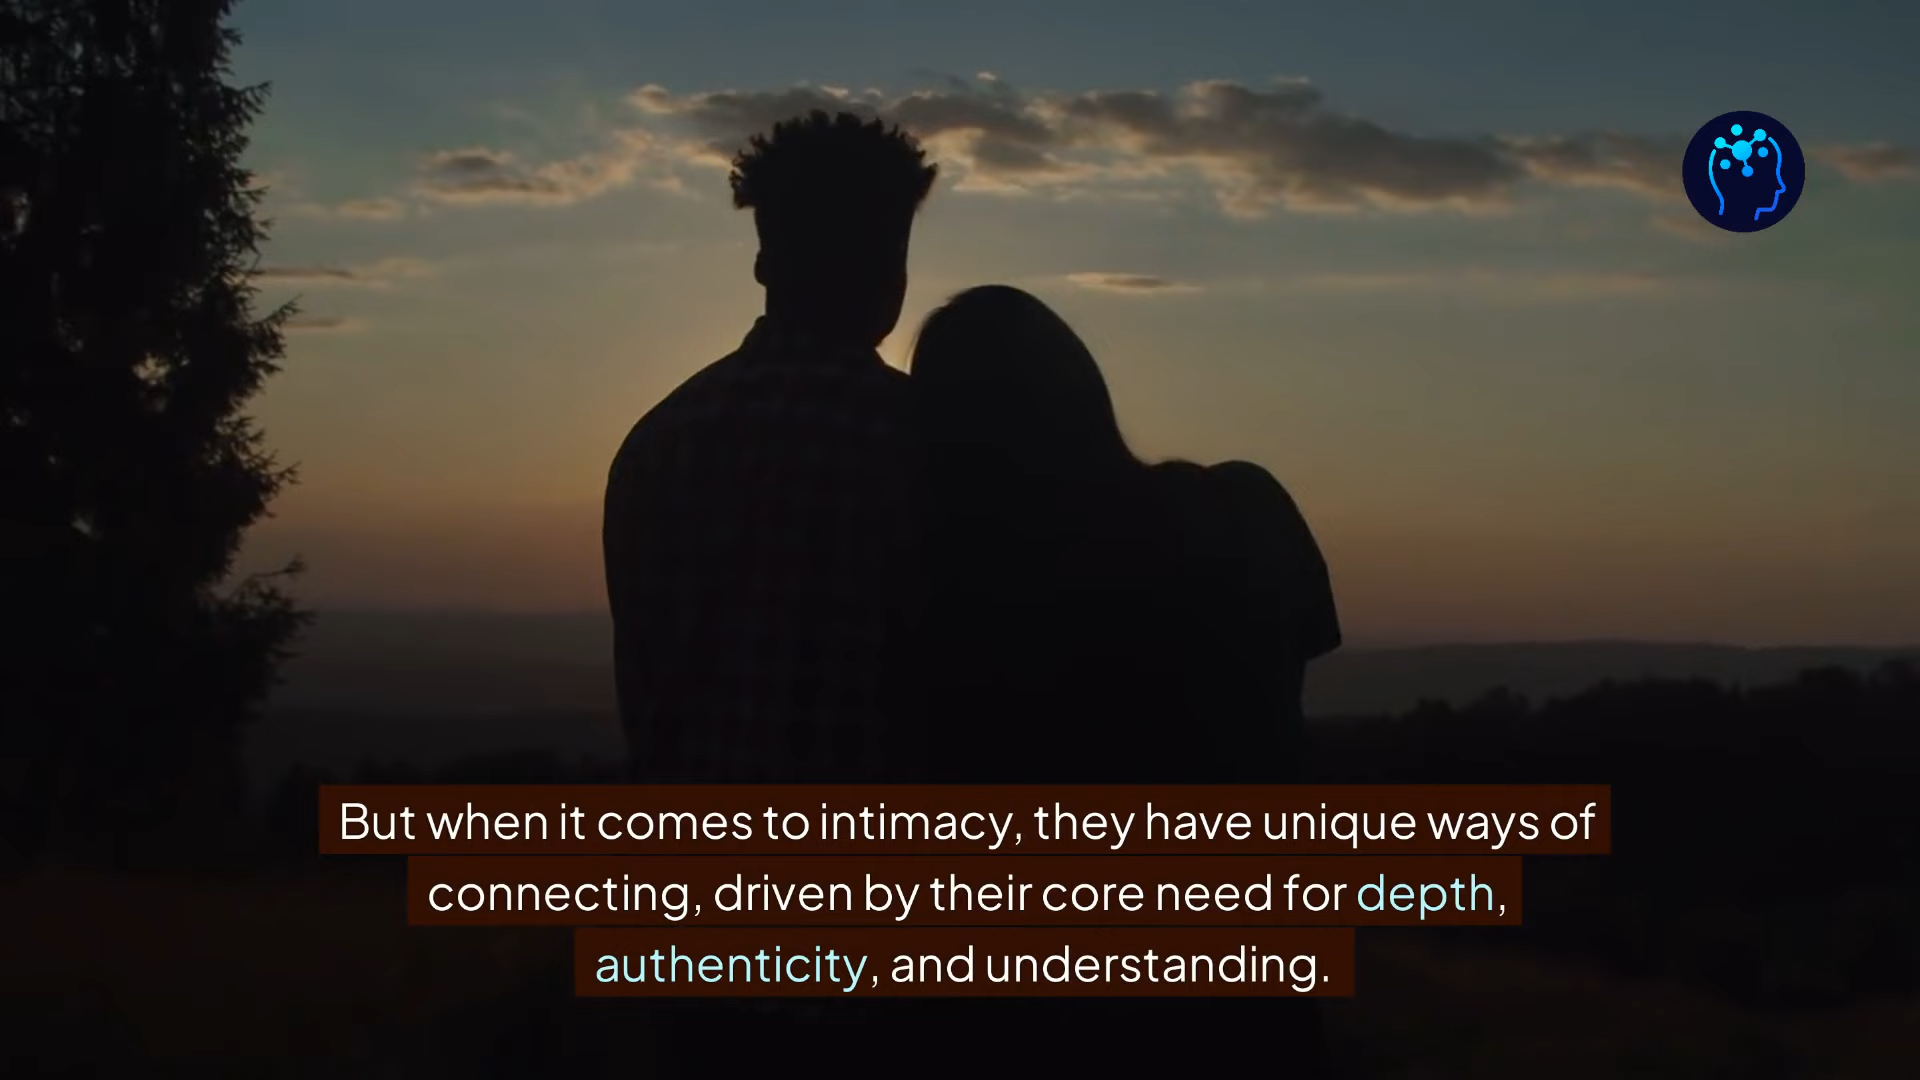 But when it comes to intimacy, they have unique ways of
connecting, driven by their core need for depth,
authenticity, and understanding.